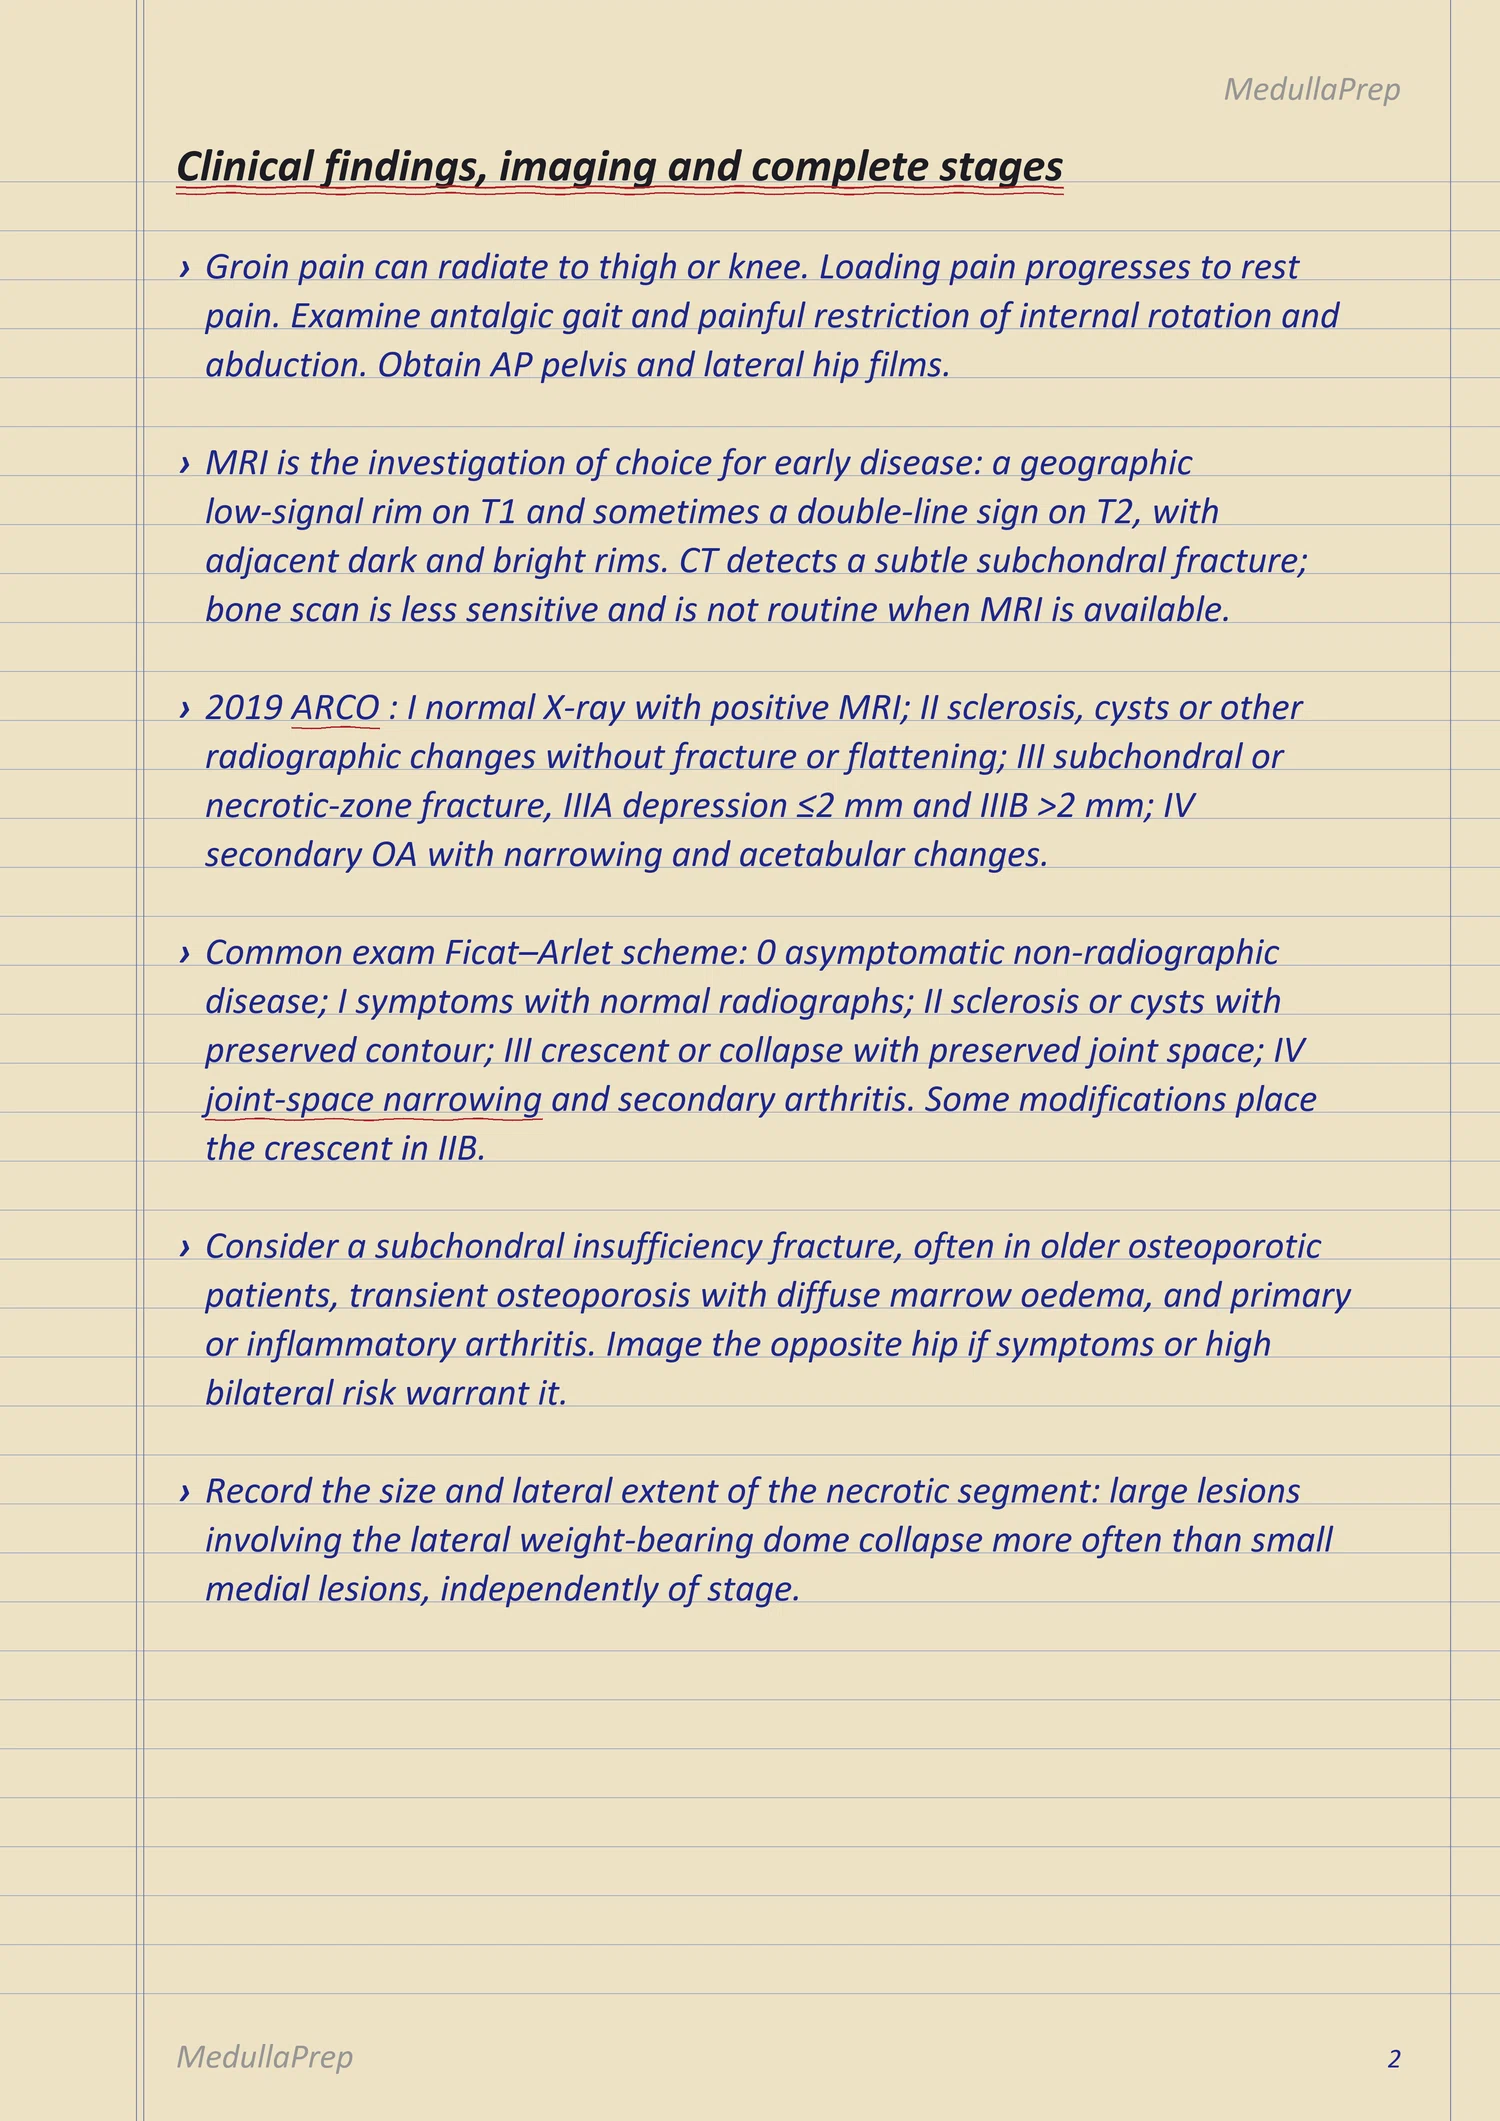 MedullaPrep
Clinical findings, imaging and complete stages
› Groin pain can radiate to thigh or knee. Loading pain progresses to rest
pain. Examine antalgic gait and painful restriction of internal rotation and
abduction. Obtain AP pelvis and lateral hip films.
› MRI is the investigation of choice for early disease: a geographic
low-signal rim on T1 and sometimes a double-line sign on T2, with
adjacent dark and bright rims. CT detects a subtle subchondral fracture;
bone scan is less sensitive and is not routine when MRI is available.
› 2019 ARCO : I normal X-ray with positive MRI; II sclerosis, cysts or other
radiographic changes without fracture or flattening; III subchondral or
necrotic-zone fracture, IIIA depression ≤2 mm and IIIB >2 mm; IV
secondary OA with narrowing and acetabular changes.
› Common exam Ficat–Arlet scheme: 0 asymptomatic non-radiographic
disease; I symptoms with normal radiographs; II sclerosis or cysts with
preserved contour; III crescent or collapse with preserved joint space; IV
joint-space narrowing and secondary arthritis. Some modifications place
the crescent in IIB.
› Consider a subchondral insufficiency fracture, often in older osteoporotic
patients, transient osteoporosis with diffuse marrow oedema, and primary
or inflammatory arthritis. Image the opposite hip if symptoms or high
bilateral risk warrant it.
› Record the size and lateral extent of the necrotic segment: large lesions
involving the lateral weight-bearing dome collapse more often than small
medial lesions, independently of stage.
MedullaPrep
2